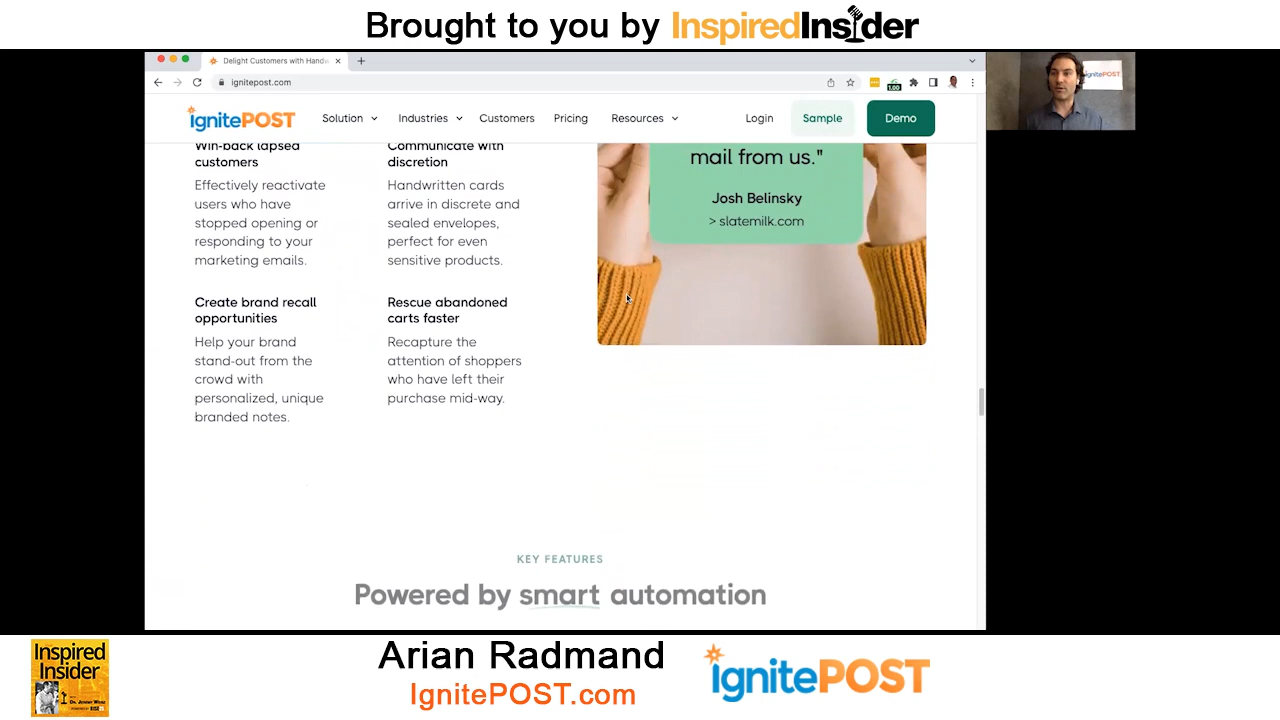 Brought to you by InspiredInsider
Delight Customers with Handw
ignitepost.com
1.00
ignitePOST
Solution
Industries
Customers
Pricing
Resources
Login
Sample
Demo
ignitePOST
Win-back lapsed
customers
Effectively reactivate
users who have
stopped opening or
responding to your
marketing emails.
Communicate with
discretion
Handwritten cards
arrive in discrete and
sealed envelopes,
perfect for even
sensitive products.
mail from us."
Josh Belinsky
> slatemilk.com
Create brand recall
opportunities
Help your brand
stand-out from the
crowd with
personalized, unique
branded notes.
Rescue abandoned
carts faster
Recapture the
attention of shoppers
who have left their
purchase mid-way.
KEY FEATURES
Powered by smart automation
Inspired
Insider
Arian Radmand
IgnitePOST.com
ignitePOST